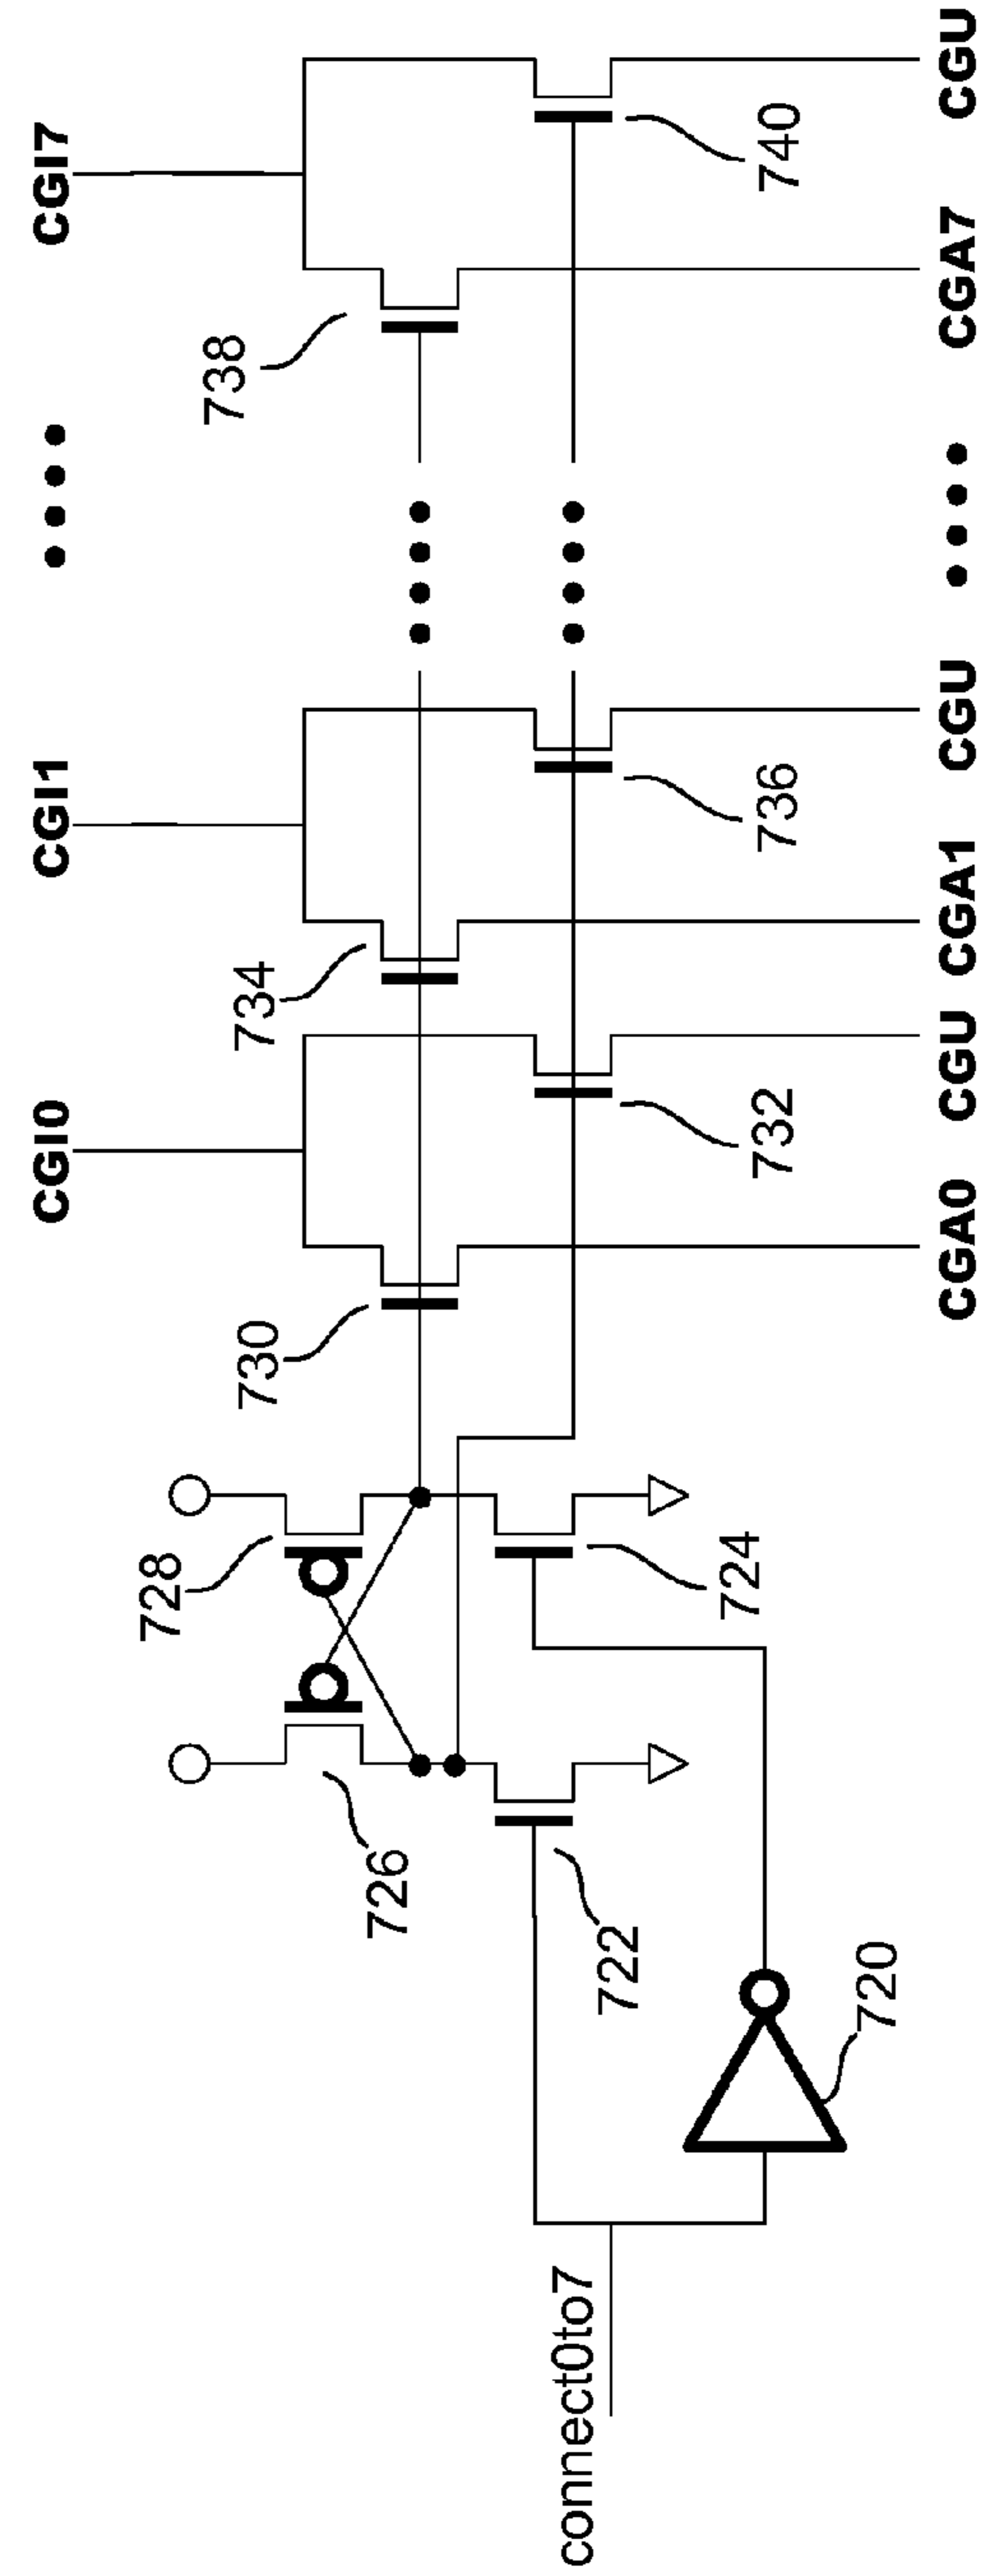 CGI0 CGI1 CGI7
728 730 734 738
726
connect0to7 722 724 732 736 740
720
CGA0 CGU CGA1 CGU CGA7 CGU